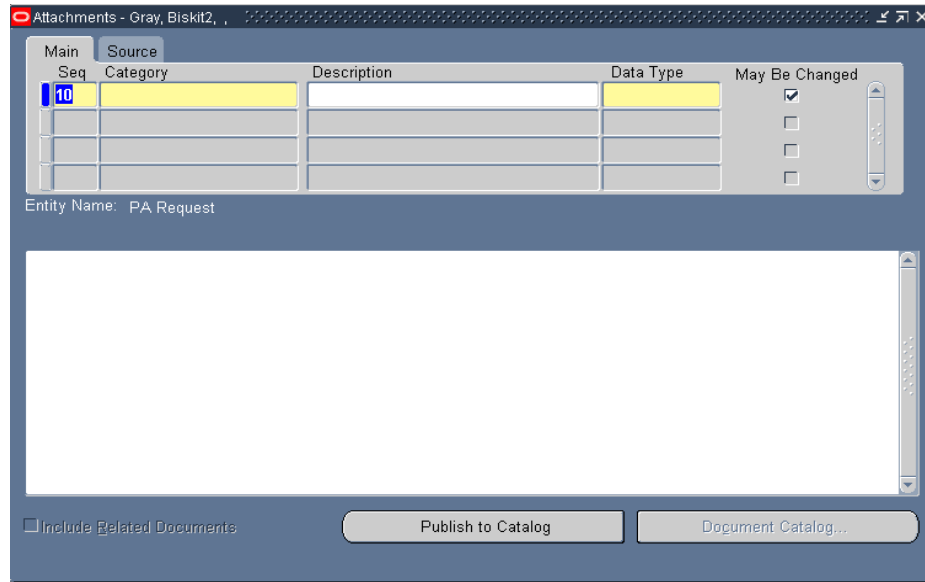 Attachments - Gray, Biskit2, ,
Main Source
Seq Category Description Data Type May Be Changed
10
Entity Name: PA Request
Include Related Documents Publish to Catalog Document Catalog...